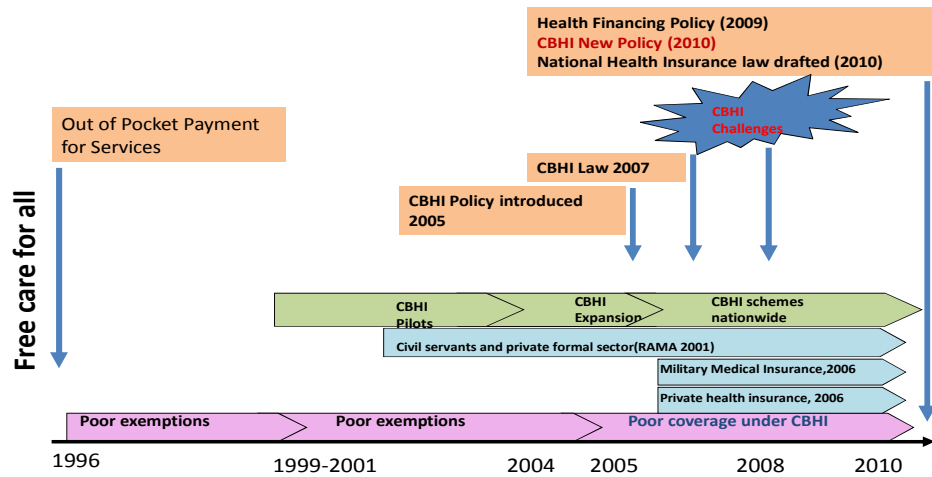 Health Financing Policy (2009)
CBHI New Policy (2010)
National Health Insurance law drafted (2010)
CBHI
Challenges
Out of Pocket Payment
for Services
CBHI Law 2007
CBHI Policy introduced
2005
Free care for all
CBHI
Pilots
CBHI
Expansion
CBHI schemes
nationwide
Civil servants and private formal sector(RAMA 2001)
Military Medical Insurance,2006
Private health insurance, 2006
Poor exemptions
Poor exemptions
Poor coverage under CBHI
1996
1999-2001
2004
2005
2008
2010